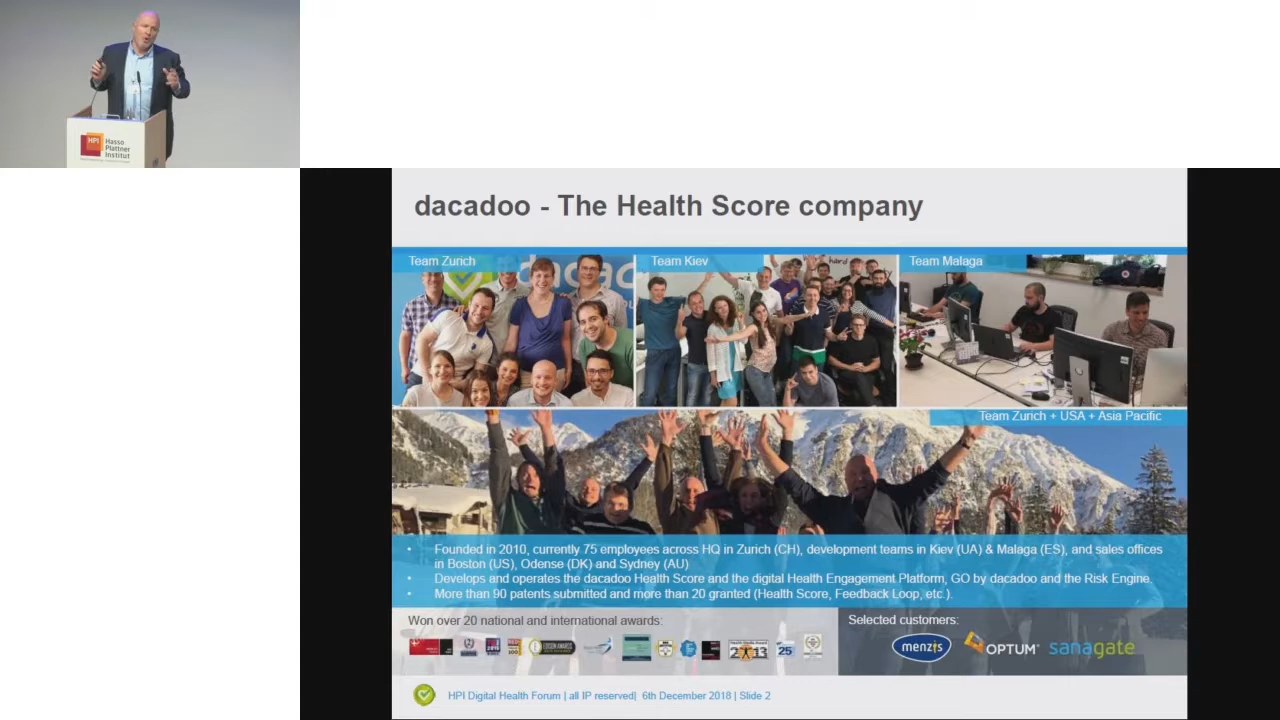 HPI
Hasso
Plattner
Institut
dacadoo - The Health Score company
Team Zurich
Team Kiev
Team Malaga
Team Zurich + USA + Asia Pacific
• Founded in 2010, currently 75 employees across HQ in Zurich (CH), development teams in Kiev (UA) & Malaga (ES), and sales offices
in Boston (US), Odense (DK) and Sydney (AU)
• Develops and operates the dacadoo Health Score and the digital Health Engagement Platform, GO by dacadoo and the Risk Engine.
• More than 90 patents submitted and more than 20 granted (Health Score, Feedback Loop, etc.).
Won over 20 national and international awards:
Selected customers:
EDISON AWARDS
2013
25
menzis
OPTUM
sanagate
HPI Digital Health Forum | all IP reserved| 6th December 2018 | Slide 2